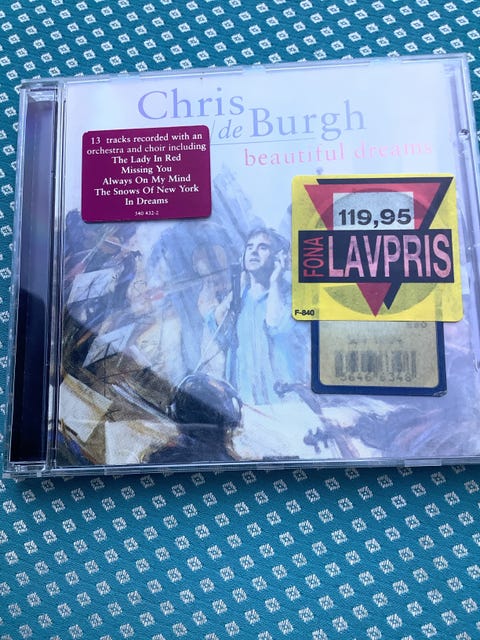 Chris
de Burgh
beautiful dreams
13 tracks recorded with an
orchestra and choir including
The Lady In Red
Missing You
Always On My Mind
The Snows Of New York
In Dreams
540 432-2
119,95
FONA
LAVPRIS
F-840